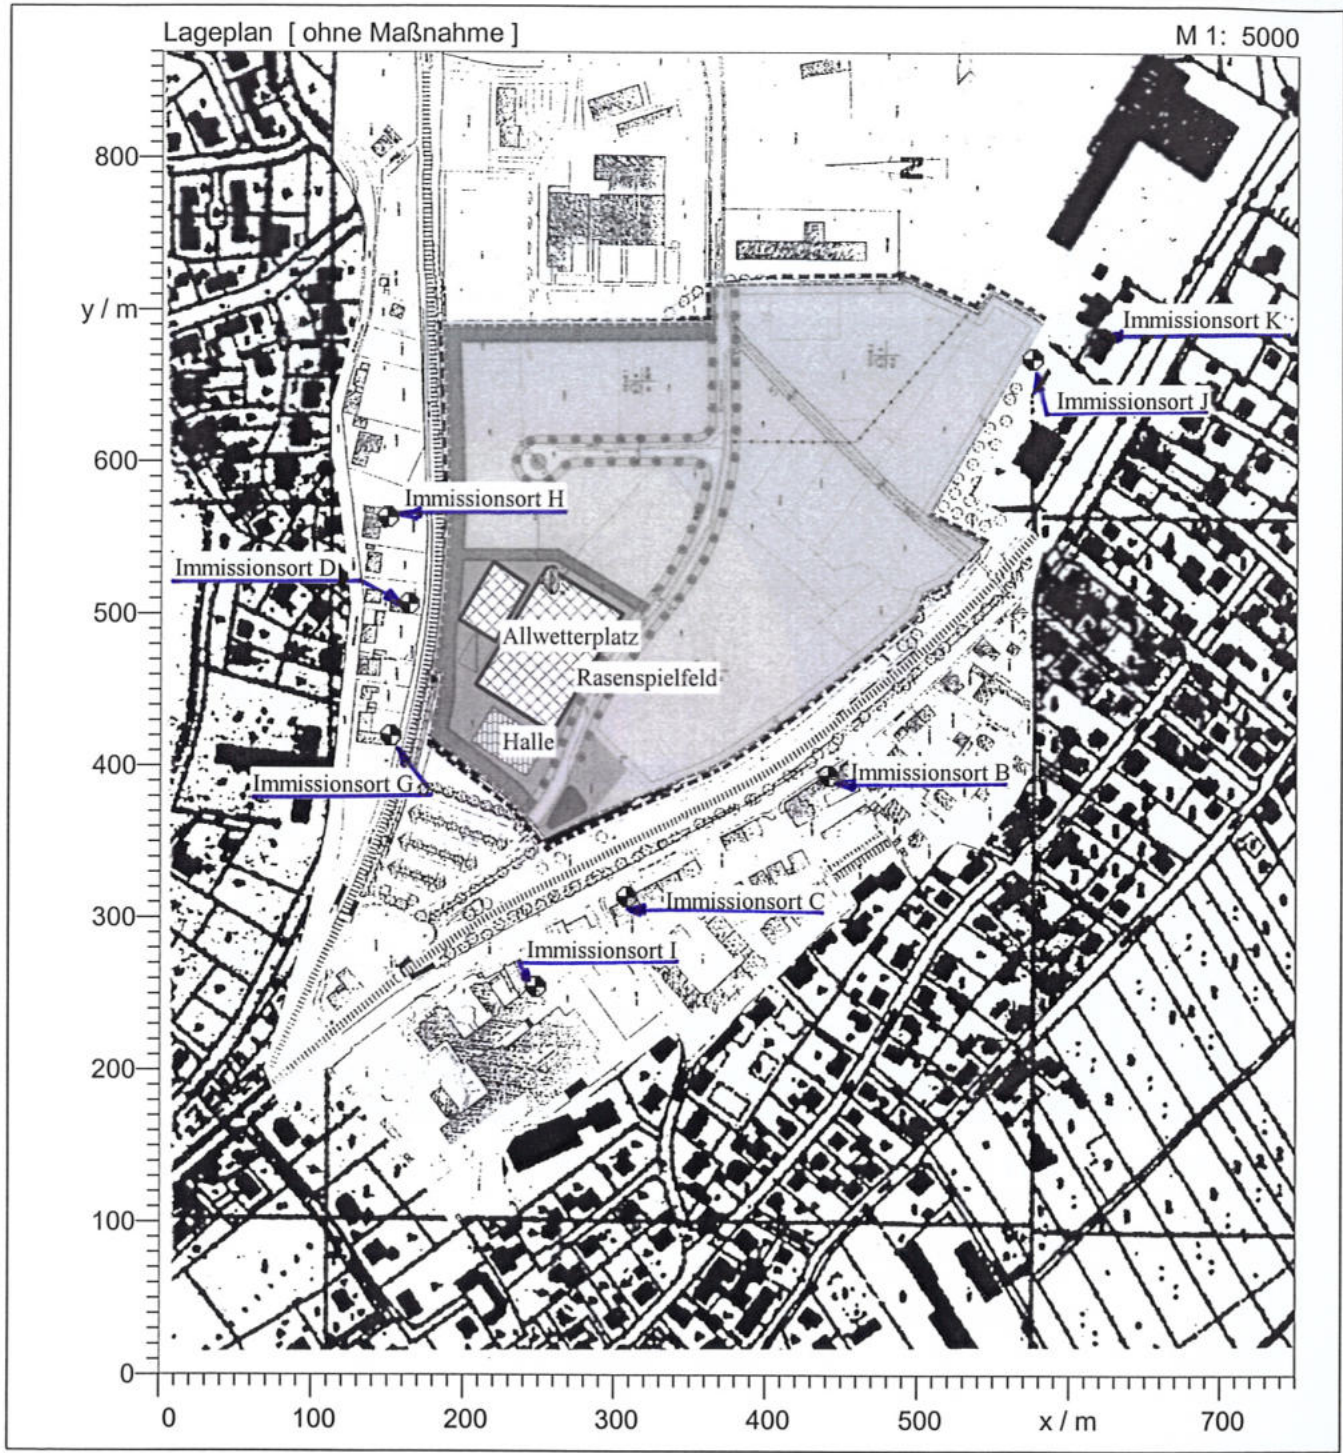 Lageplan [ ohne Maßnahme ]
M 1: 5000
800
N
y / m
Immissionsort K
Immissionsort J
600
Immissionsort H
Immissionsort D
500
Allwetterplatz
Rasenspielfeld
Halle
400
Immissionsort B
Immissionsort G
300
Immissionsort C
Immissionsort I
200
100
0
0 100 200 300 400 500 x / m 700